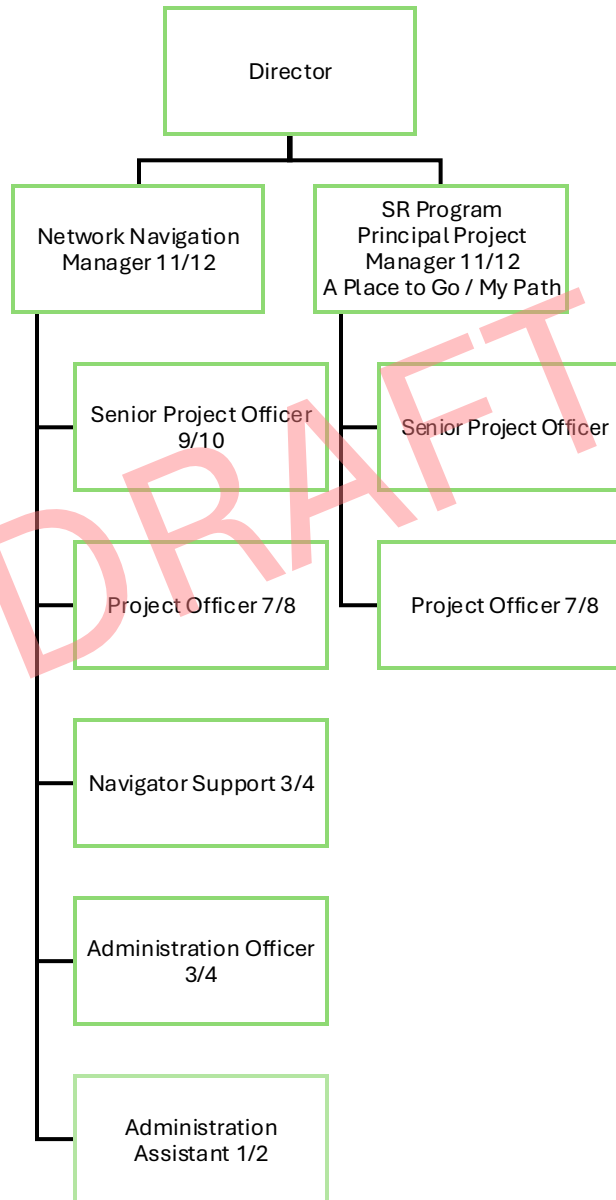 Director
Network Navigation
Manager 11/12
SR Program
Principal Project
Manager 11/12
A Place to Go / My Path
Senior Project Officer
9/10
Senior Project Officer
Project Officer 7/8
Project Officer 7/8
Navigator Support 3/4
Administration Officer
3/4
Administration
Assistant 1/2
DRAFT